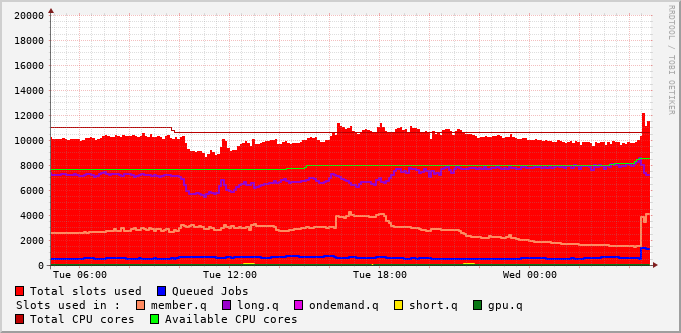 20000
18000
16000
14000
12000
10000
8000
6000
4000
2000
0
Tue 06:00 Tue 12:00 Tue 18:00 Wed 00:00
RRDTOOL / TOBI OETIKER
Total slots used Queued Jobs
Slots used in : member.q long.q ondemand.q short.q gpu.q
Total CPU cores Available CPU cores